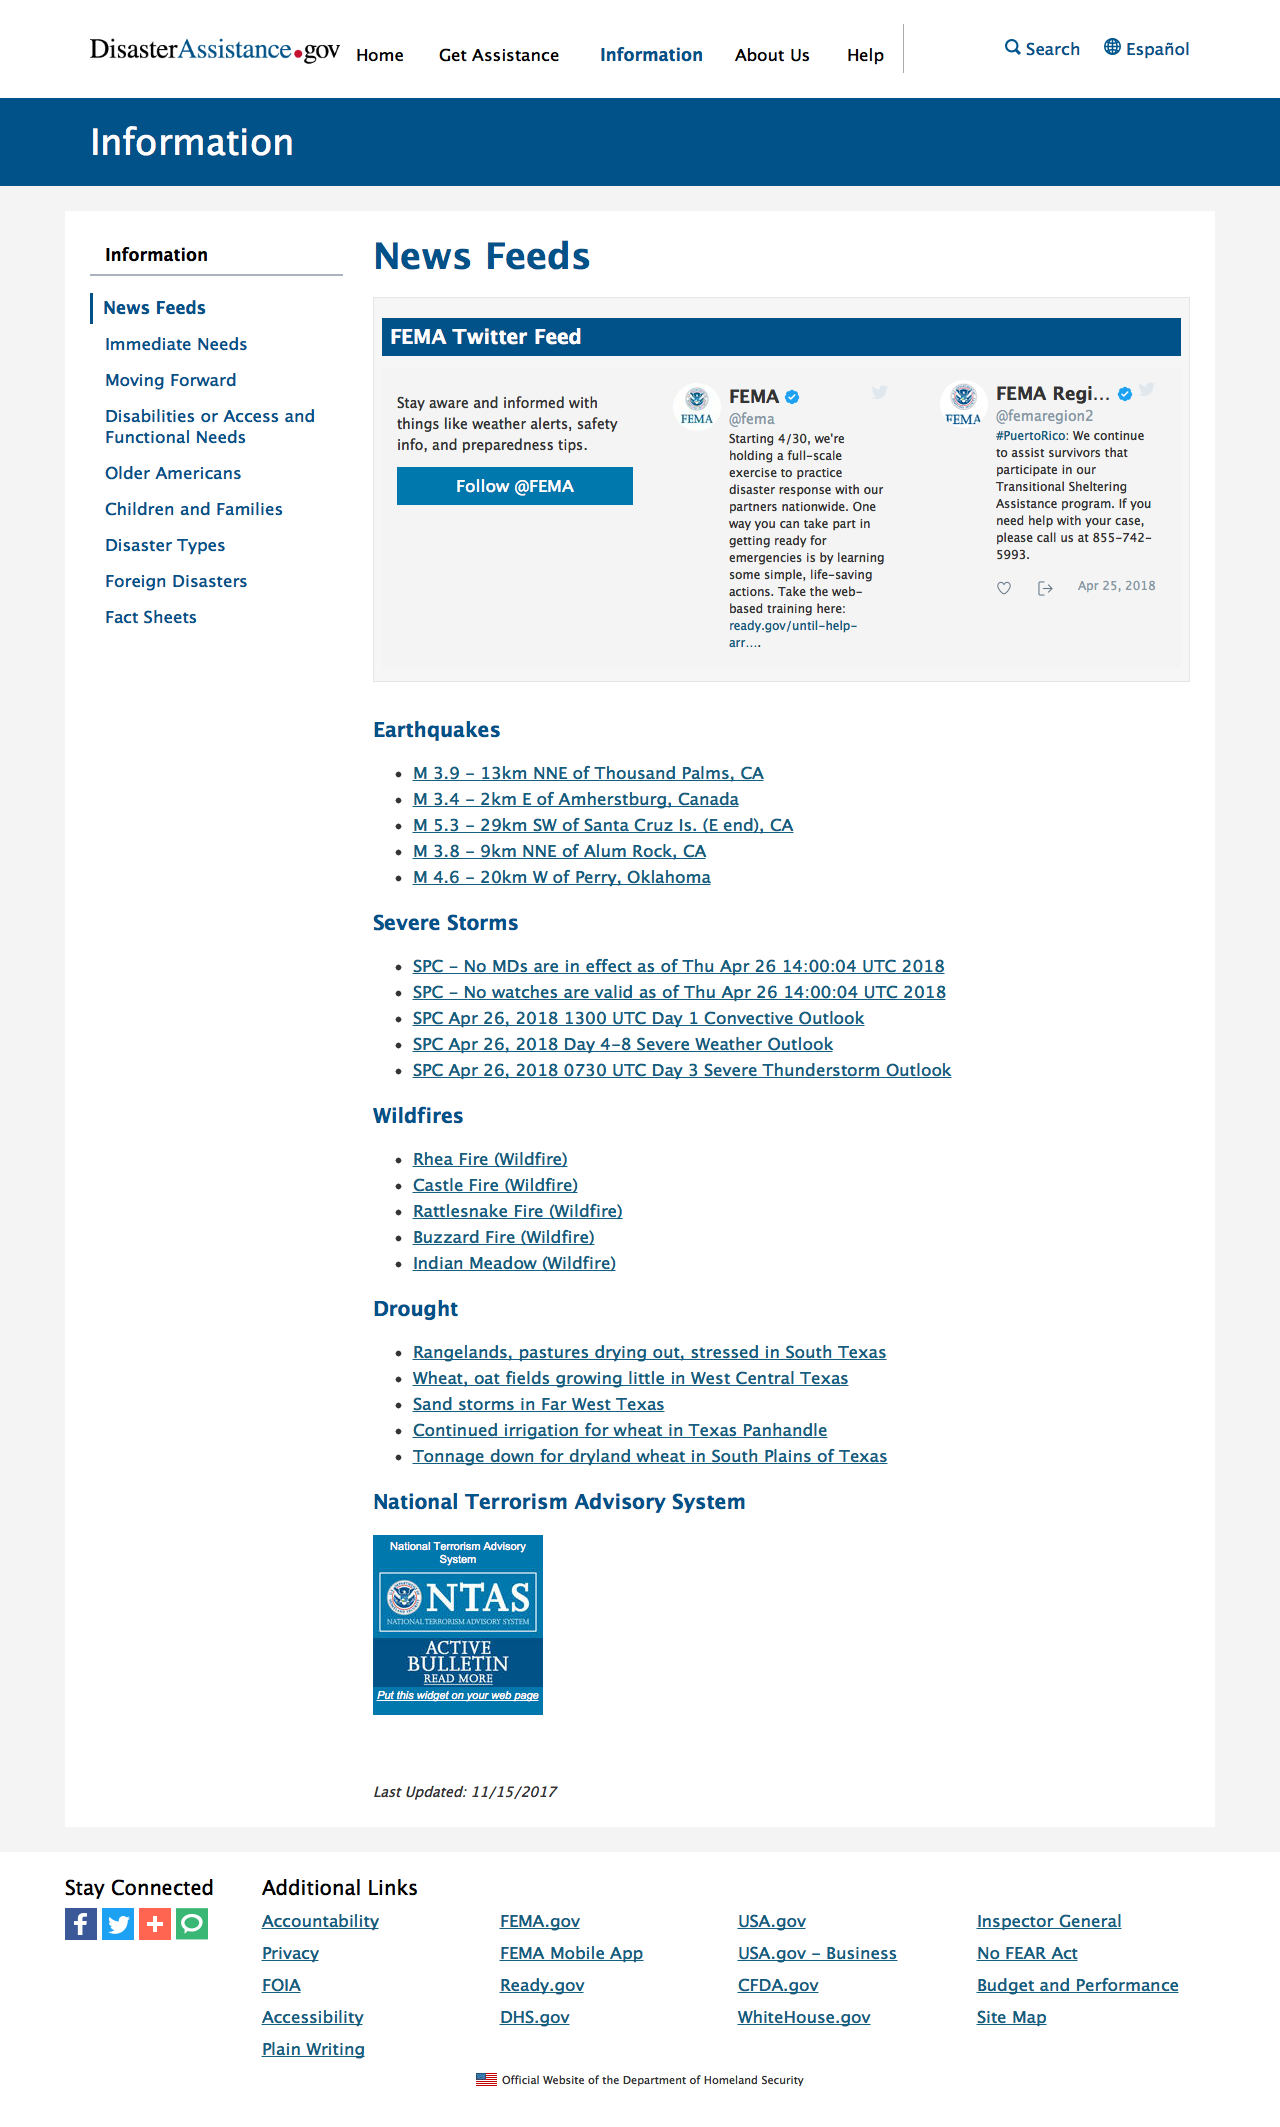 DisasterAssistance.gov
Home
Get Assistance
Information
About Us
Help
Search
Español
Information
Information
News Feeds
Immediate Needs
Moving Forward
Disabilities or Access and
Functional Needs
Older Americans
Children and Families
Disaster Types
Foreign Disasters
Fact Sheets
News Feeds
FEMA Twitter Feed
Stay aware and informed with
things like weather alerts, safety
info, and preparedness tips.
Follow @FEMA
FEMA
FEMA
@fema
Starting 4/30, we're
holding a full-scale
exercise to practice
disaster response with our
partners nationwide. One
way you can take part in
getting ready for
emergencies is by learning
some simple, life-saving
actions. Take the web-
based training here:
ready.gov/until-help-
arr….
FEMA
FEMA Regi...
@femaregion2
#PuertoRico: We continue
to assist survivors that
participate in our
Transitional Sheltering
Assistance program. If you
need help with your case,
please call us at 855-742-
5993.
Apr 25, 2018
Earthquakes
M 3.9 - 13km NNE of Thousand Palms, CA
M 3.4 - 2km E of Amherstburg, Canada
M 5.3 - 29km SW of Santa Cruz Is. (E end), CA
M 3.8 - 9km NNE of Alum Rock, CA
M 4.6 - 20km W of Perry, Oklahoma
Severe Storms
SPC - No MDs are in effect as of Thu Apr 26 14:00:04 UTC 2018
SPC - No watches are valid as of Thu Apr 26 14:00:04 UTC 2018
SPC Apr 26, 2018 1300 UTC Day 1 Convective Outlook
SPC Apr 26, 2018 Day 4-8 Severe Weather Outlook
SPC Apr 26, 2018 0730 UTC Day 3 Severe Thunderstorm Outlook
Wildfires
Rhea Fire (Wildfire)
Castle Fire (Wildfire)
Rattlesnake Fire (Wildfire)
Buzzard Fire (Wildfire)
Indian Meadow (Wildfire)
Drought
Rangelands, pastures drying out, stressed in South Texas
Wheat, oat fields growing little in West Central Texas
Sand storms in Far West Texas
Continued irrigation for wheat in Texas Panhandle
Tonnage down for dryland wheat in South Plains of Texas
National Terrorism Advisory System
National Terrorism Advisory
System
NTAS
NATIONAL TERRORISM ADVISORY SYSTEM
ACTIVE
BULLETIN
READ MORE
Put this widget on your web page
Last Updated: 11/15/2017
Stay Connected
Additional Links
Accountability
Privacy
FOIA
Accessibility
Plain Writing
FEMA.gov
FEMA Mobile App
Ready.gov
DHS.gov
USA.gov
USA.gov - Business
CFDA.gov
WhiteHouse.gov
Inspector General
No FEAR Act
Budget and Performance
Site Map
Official Website of the Department of Homeland Security